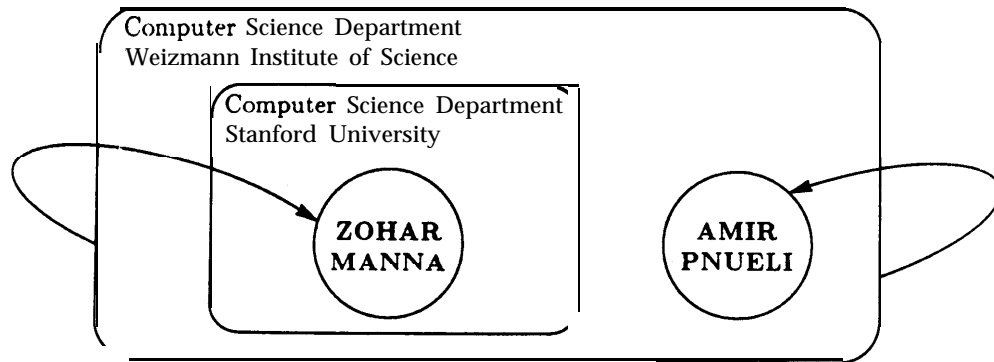 Computer Science Department
Weizmann Institute of Science
Computer Science Department
Stanford University
ZOHAR
MANNA
AMIR
PNUELI